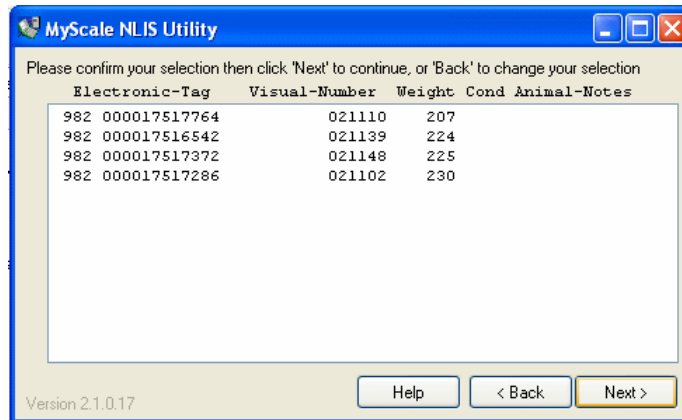 MyScale NLIS Utility
Please confirm your selection then click 'Next' to continue, or 'Back' to change your selection
Electronic-Tag Visual-Number Weight Cond Animal-Notes
982 000017517764 021110 207
982 000017516542 021139 224
982 000017517372 021148 225
982 000017517286 021102 230
Version 2.1.0.17 Help < Back Next >